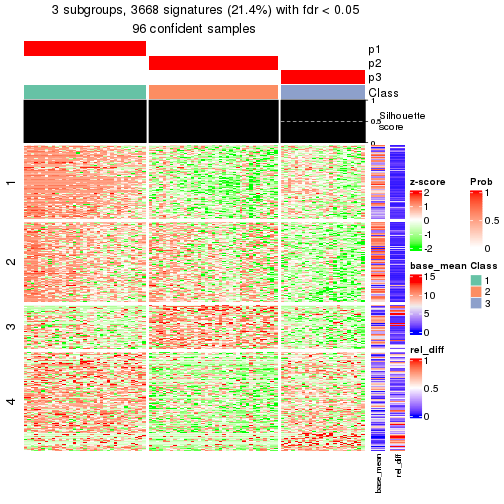 3 subgroups, 3668 signatures (21.4%) with fdr < 0.05
96 confident samples
p1
p2
p3
Class
1
0.5
0
Silhouette
score
1
2
3
4
z-score
2
1
0
-1
-2
Prob
1
0.5
0
base_mean
15
10
5
0
Class
1
2
3
rel_diff
1
0.5
0
base_mean
rel_diff